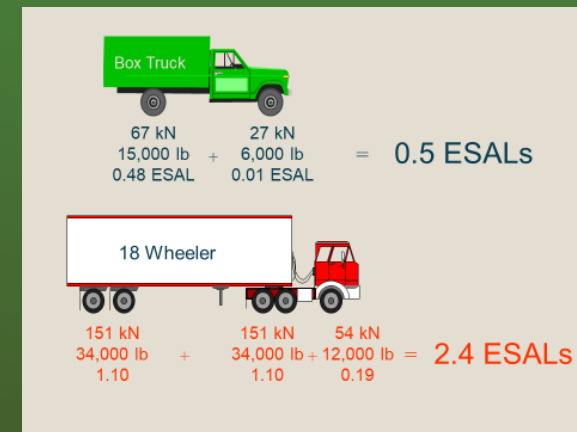 Box Truck
67 kN 27 kN
15,000 lb + 6,000 lb = 0.5 ESALs
0.48 ESAL 0.01 ESAL
18 Wheeler
151 kN 151 kN 54 kN
34,000 lb + 34,000 lb + 12,000 lb = 2.4 ESALs
1.10 1.10 0.19